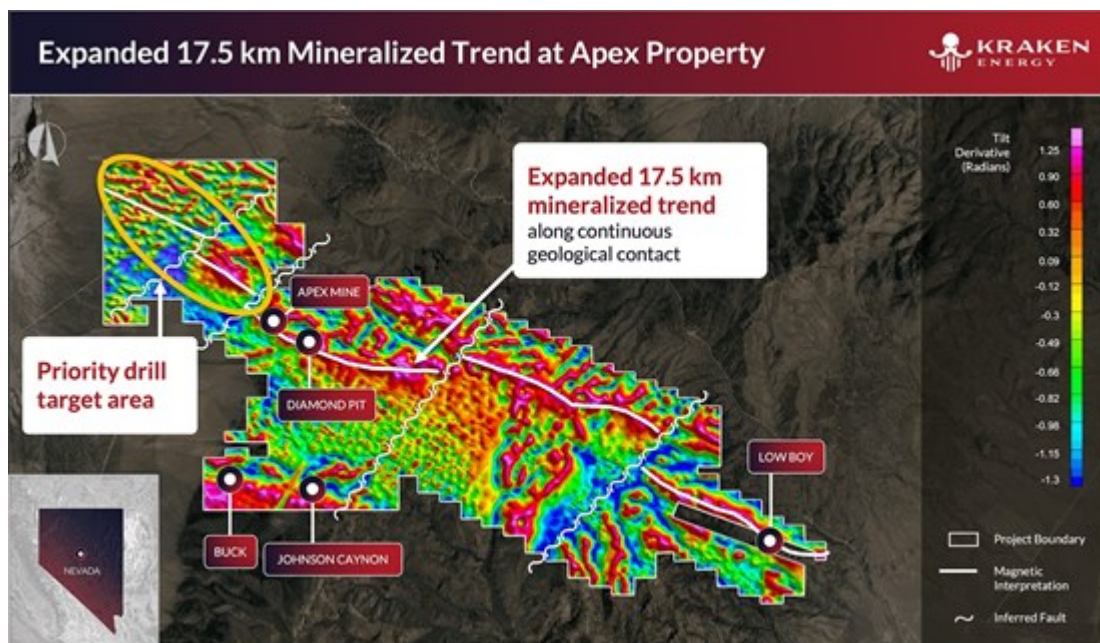 Expanded 17.5 km Mineralized Trend at Apex Property
KRAKEN
ENERGY
Tilt
Derivative
(Radians)
1.25
0.90
0.60
0.32
0.09
-0.12
-0.3
-0.49
-0.66
-0.82
-0.98
-1.15
-1.3
Expanded 17.5 km
mineralized trend
along continuous
geological contact
APEX MINE
Priority drill
target area
DIAMOND PIT
LOW BOY
BUCK
JOHNSON CAYNON
NEVADA
Project Boundary
Magnetic
Interpretation
Inferred Fault